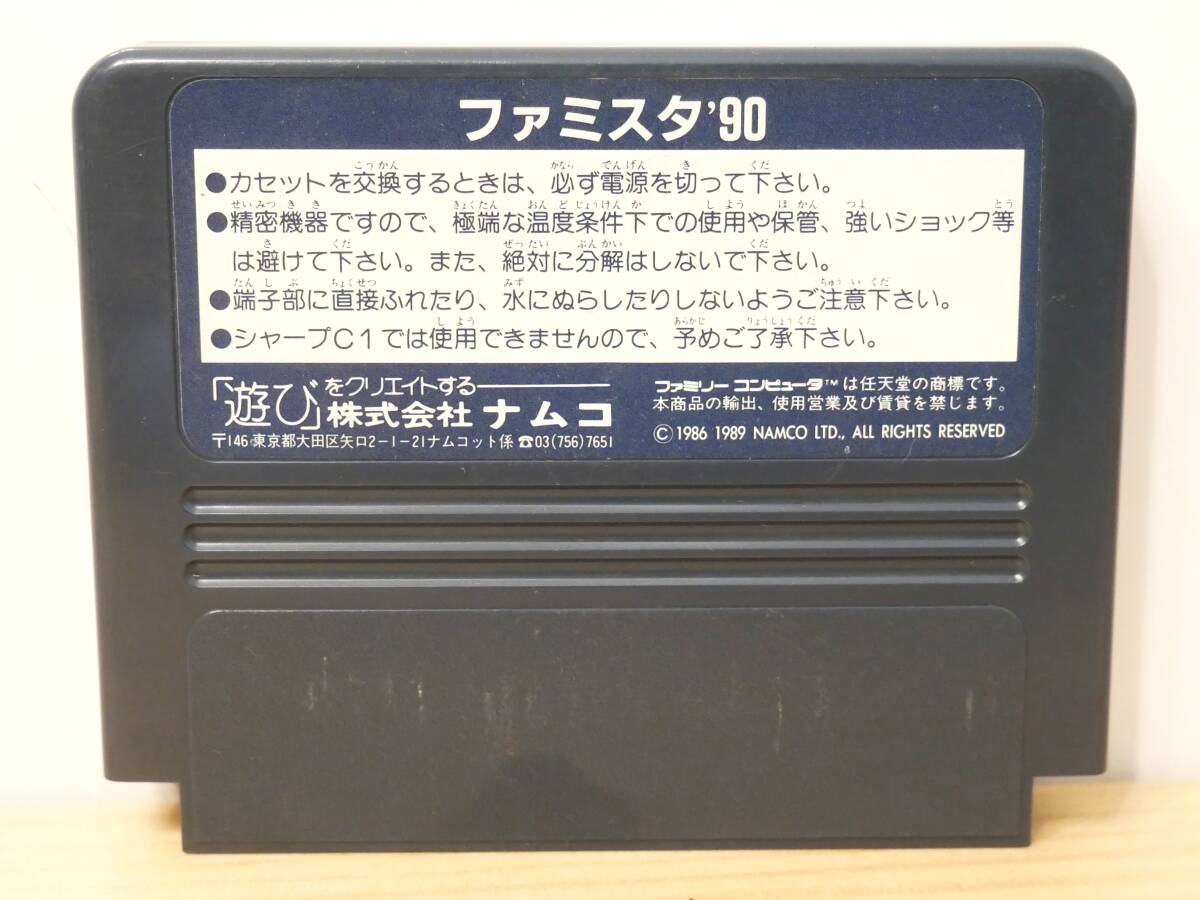 ファミスタ'90
●カセットを交換するときは、必ず電源を切って下さい。
●精密機器ですので、極端な温度条件下での使用や保管、強いショック等
は避けて下さい。また、絶対に分解はしないで下さい。
●端子部に直接ふれたり、水にぬらしたりしないようご注意下さい。
●シャープC1では使用できませんので、予めご了承下さい。
「遊び」をクリエイトする
株式会社 ナムコ
〒146 東京都大田区矢口2-1-21ナムコット係 ☎03(756)7651
ファミリー コンピュータ™は任天堂の商標です。
本商品の輸出、使用営業及び賃貸を禁じます。
Ⓒ 1986 1989 NAMCO LTD., ALL RIGHTS RESERVED